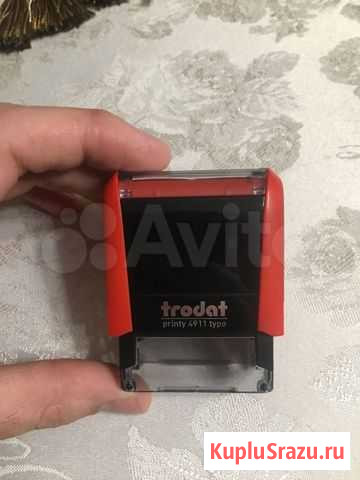 Avito
trodat
printy 4911 typo
KupluSrazu.ru